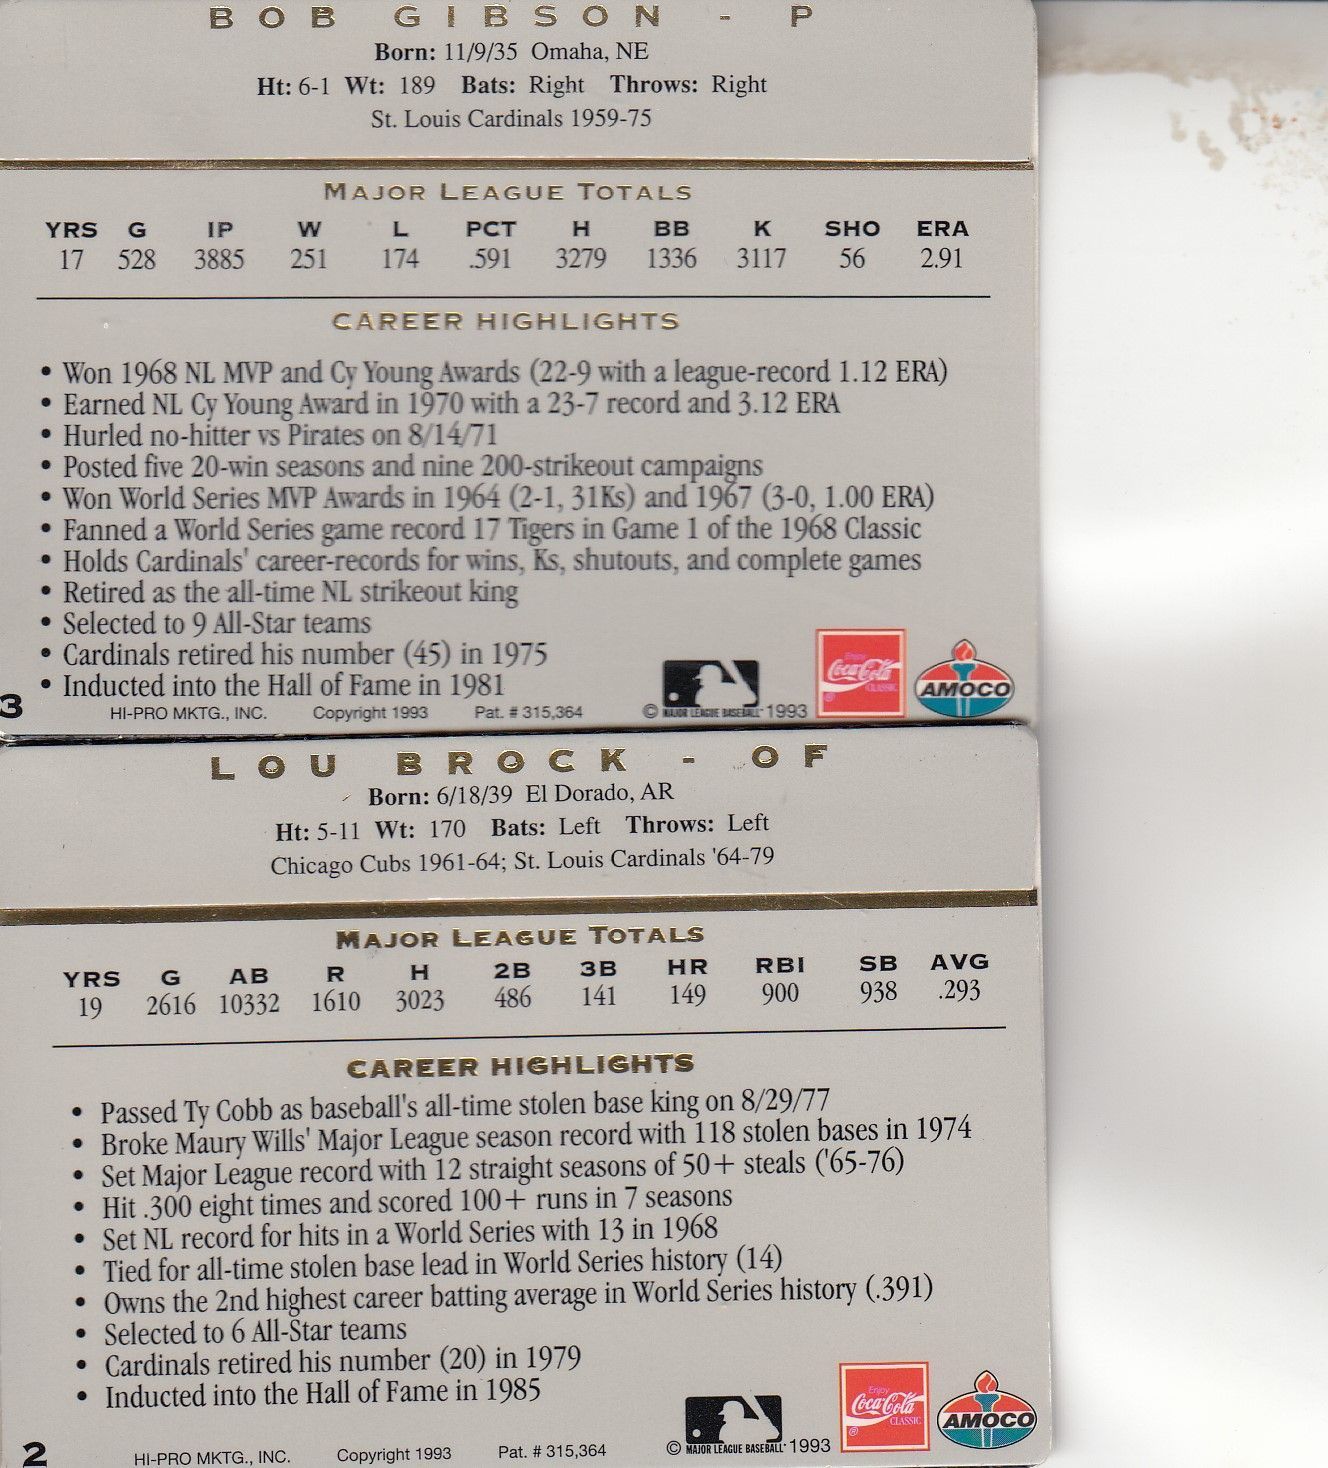 BOB GIBSON - P
Born: 11/9/35 Omaha, NE
Ht: 6-1 Wt: 189 Bats: Right Throws: Right
St. Louis Cardinals 1959-75
MAJOR LEAGUE TOTALS
YRS G IP W L PCT H BB K SHO ERA
17 528 3885 251 174 .591 3279 1336 3117 56 2.91
CAREER HIGHLIGHTS
• Won 1968 NL MVP and Cy Young Awards (22-9 with a league-record 1.12 ERA)
• Earned NL Cy Young Award in 1970 with a 23-7 record and 3.12 ERA
• Hurled no-hitter vs Pirates on 8/14/71
• Posted five 20-win seasons and nine 200-strikeout campaigns
• Won World Series MVP Awards in 1964 (2-1, 31Ks) and 1967 (3-0, 1.00 ERA)
• Fanned a World Series game record 17 Tigers in Game 1 of the 1968 Classic
• Holds Cardinals' career-records for wins, Ks, shutouts, and complete games
• Retired as the all-time NL strikeout king
• Selected to 9 All-Star teams
• Cardinals retired his number (45) in 1975
• Inducted into the Hall of Fame in 1981
Enjoy
Coca-Cola
CLASSIC
®
AMOCO
3
HI-PRO MKTG., INC. Copyright 1993 Pat. # 315,364 © MAJOR LEAGUE BASEBALL 1993
LOU BROCK - OF
Born: 6/18/39 El Dorado, AR
Ht: 5-11 Wt: 170 Bats: Left Throws: Left
Chicago Cubs 1961-64; St. Louis Cardinals '64-79
MAJOR LEAGUE TOTALS
YRS G AB R H 2B 3B HR RBI SB AVG
19 2616 10332 1610 3023 486 141 149 900 938 .293
CAREER HIGHLIGHTS
• Passed Ty Cobb as baseball's all-time stolen base king on 8/29/77
• Broke Maury Wills' Major League season record with 118 stolen bases in 1974
• Set Major League record with 12 straight seasons of 50+ steals ('65-76)
• Hit .300 eight times and scored 100+ runs in 7 seasons
• Set NL record for hits in a World Series with 13 in 1968
• Tied for all-time stolen base lead in World Series history (14)
• Owns the 2nd highest career batting average in World Series history (.391)
• Selected to 6 All-Star teams
• Cardinals retired his number (20) in 1979
• Inducted into the Hall of Fame in 1985
Enjoy
Coca-Cola
CLASSIC
®
AMOCO
2
HI-PRO MKTG., INC. Copyright 1993 Pat. # 315,364 © MAJOR LEAGUE BASEBALL 1993